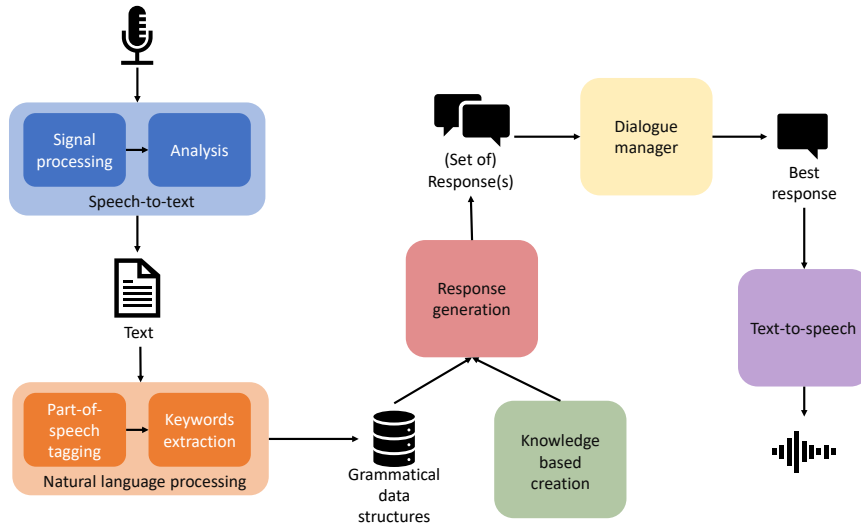 Signal
processing
Analysis
Speech-to-text
Text
Part-of-
speech
tagging
Keywords
extraction
Natural language processing
Grammatical
data
structures
Knowledge
based
creation
Response
generation
(Set of)
Response(s)
Dialogue
manager
Best
response
Text-to-speech